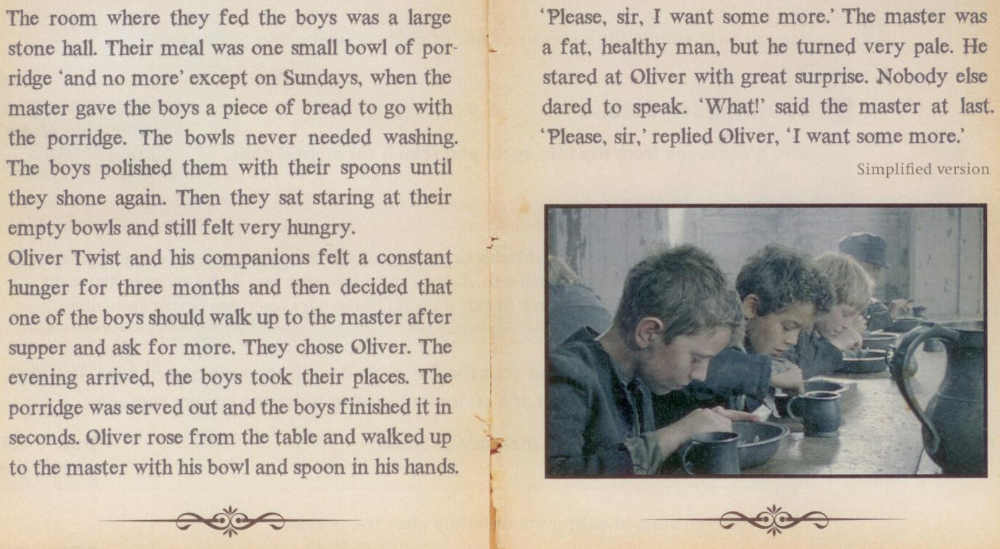 The room where they fed the boys was a large
stone hall. Their meal was one small bowl of por-
ridge ‘and no more’ except on Sundays, when the
master gave the boys a piece of bread to go with
the porridge. The bowls never needed washing.
The boys polished them with their spoons until
they shone again. Then they sat staring at their
empty bowls and still felt very hungry.
Oliver Twist and his companions felt a constant
hunger for three months and then decided that
one of the boys should walk up to the master after
supper and ask for more. They chose Oliver. The
evening arrived, the boys took their places. The
porridge was served out and the boys finished it in
seconds. Oliver rose from the table and walked up
to the master with his bowl and spoon in his hands.
‘Please, sir, I want some more.’ The master was
a fat, healthy man, but he turned very pale. He
stared at Oliver with great surprise. Nobody else
dared to speak. ‘What!’ said the master at last.
‘Please, sir,’ replied Oliver, ‘I want some more.’
Simplified version